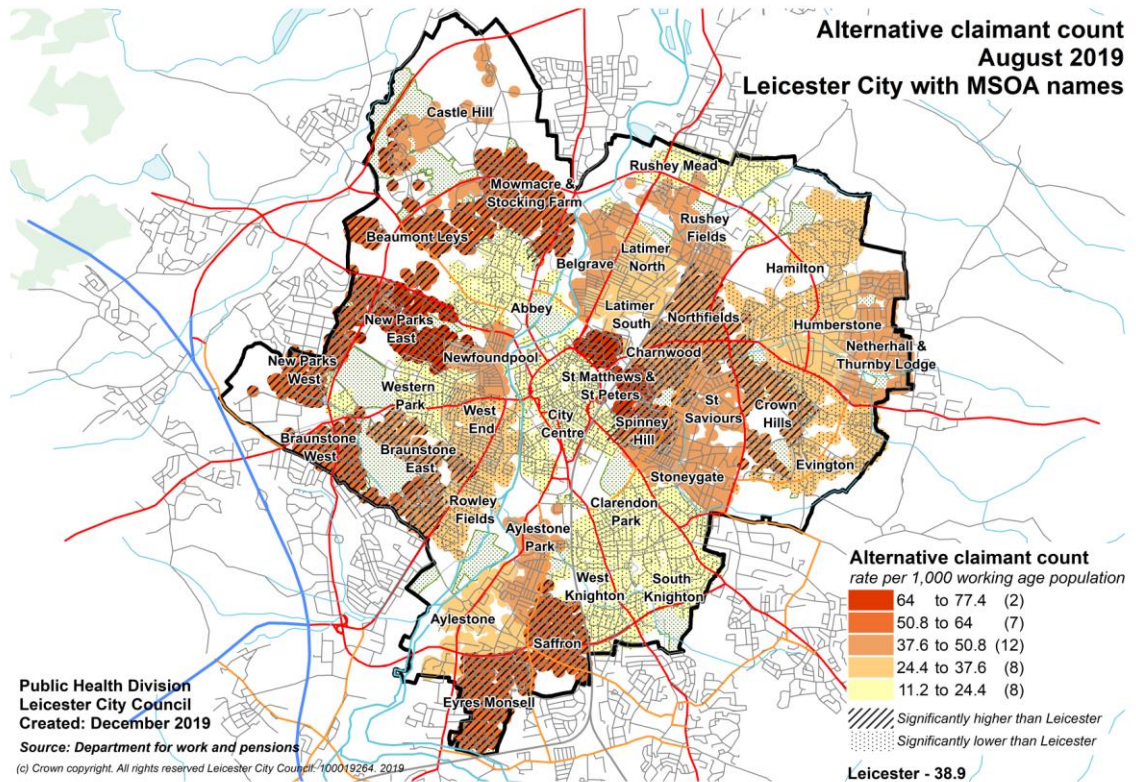 Alternative claimant count
August 2019
Leicester City with MSOA names
Castle Hill
Rushey Mead
Mowmacre &
Stocking Farm
Rushey
Fields
Beaumont Leys
Latimer
North
Belgrave
Hamilton
Abbey
Latimer
South
Northfields
New Parks
East
Humberstone
Newfoundpool
Charnwood
Netherhall &
Thurnby Lodge
New Parks
West
St Matthews &
St Peters
Western
Park
West
End
City
Centre
St
Saviours
Crown
Hills
Spinney
Hill
Braunstone
West
Braunstone
East
Evington
Stoneygate
Rowley
Fields
Clarendon
Park
Aylestone
Park
West
Knighton
South
Knighton
Aylestone
Saffron
Eyres Monsell
Alternative claimant count
rate per 1,000 working age population
64 to 77.4 (2)
50.8 to 64 (7)
37.6 to 50.8 (12)
24.4 to 37.6 (8)
11.2 to 24.4 (8)
Significantly higher than Leicester
Significantly lower than Leicester
Leicester - 38.9
Public Health Division
Leicester City Council
Created: December 2019
Source: Department for work and pensions
(c) Crown copyright. All rights reserved Leicester City Council. 100019264. 2019